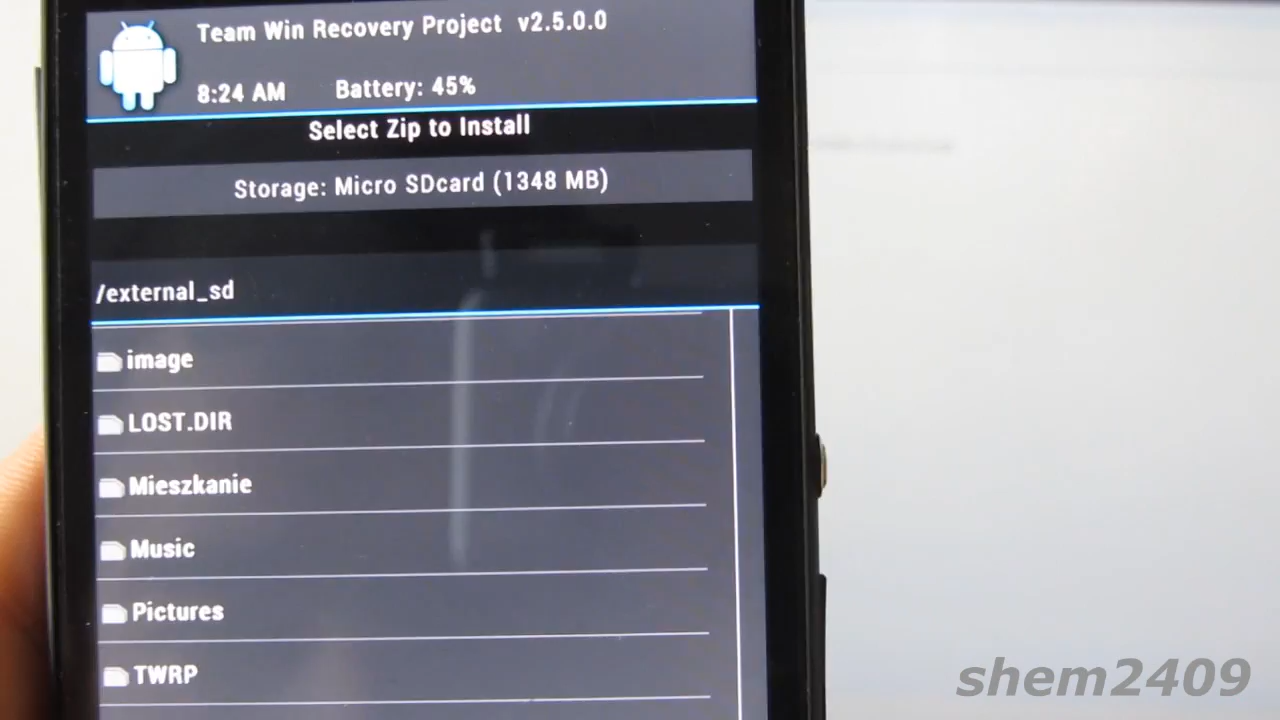 Team Win Recovery Project v2.5.0.0
8:24 AM Battery: 45%
Select Zip to Install
Storage: Micro SDcard (1348 MB)
/external_sd
image
LOST.DIR
Mieszkanie
Music
Pictures
TWRP
shem2409